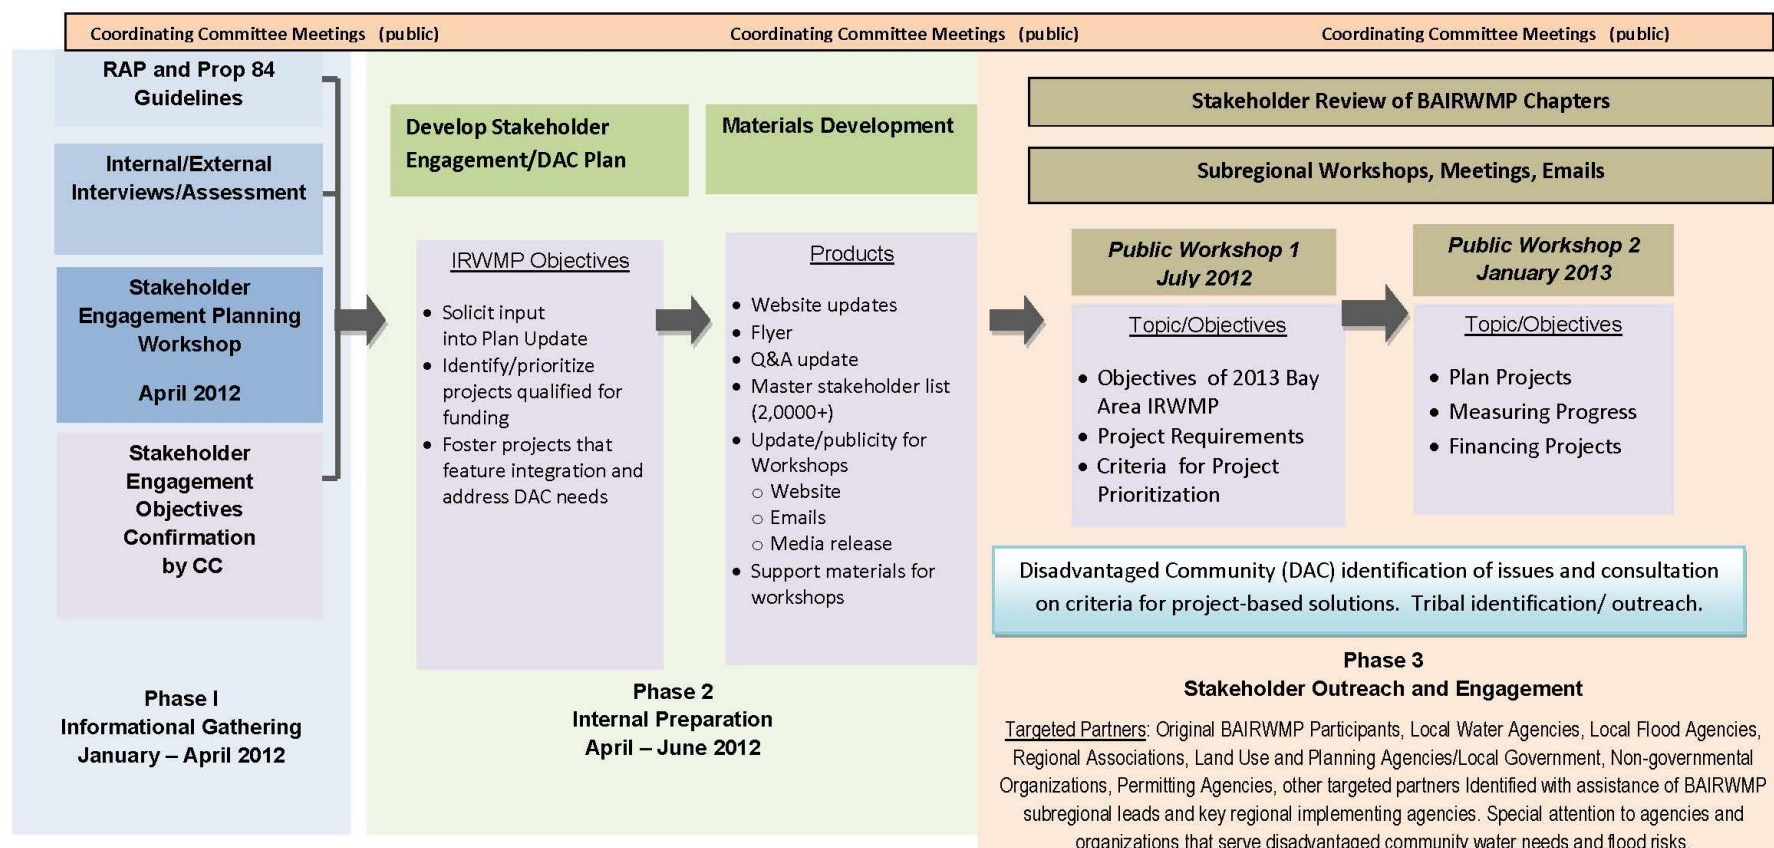 Coordinating Committee Meetings (public)
Coordinating Committee Meetings (public)
Coordinating Committee Meetings (public)
RAP and Prop 84
Guidelines
Internal/External
Interviews/Assessment
Stakeholder
Engagement Planning
Workshop
April 2012
Stakeholder
Engagement
Objectives
Confirmation
by CC
Phase I
Informational Gathering
January – April 2012
Develop Stakeholder
Engagement/DAC Plan
IRWMP Objectives
• Solicit input
into Plan Update
• Identify/prioritize
projects qualified for
funding
• Foster projects that
feature integration and
address DAC needs
Materials Development
Products
• Website updates
• Flyer
• Q&A update
• Master stakeholder list
(2,0000+)
• Update/publicity for
Workshops
o Website
o Emails
o Media release
• Support materials for
workshops
Phase 2
Internal Preparation
April – June 2012
Stakeholder Review of BAIRWMP Chapters
Subregional Workshops, Meetings, Emails
Public Workshop 1
July 2012
Topic/Objectives
• Objectives of 2013 Bay
Area IRWMP
• Project Requirements
• Criteria for Project
Prioritization
Public Workshop 2
January 2013
Topic/Objectives
• Plan Projects
• Measuring Progress
• Financing Projects
Disadvantaged Community (DAC) identification of issues and consultation
on criteria for project-based solutions. Tribal identification/ outreach.
Phase 3
Stakeholder Outreach and Engagement
Targeted Partners: Original BAIRWMP Participants, Local Water Agencies, Local Flood Agencies,
Regional Associations, Land Use and Planning Agencies/Local Government, Non-governmental
Organizations, Permitting Agencies, other targeted partners Identified with assistance of BAIRWMP
subregional leads and key regional implementing agencies. Special attention to agencies and
organizations that serve disadvantaged community water needs and flood risks.